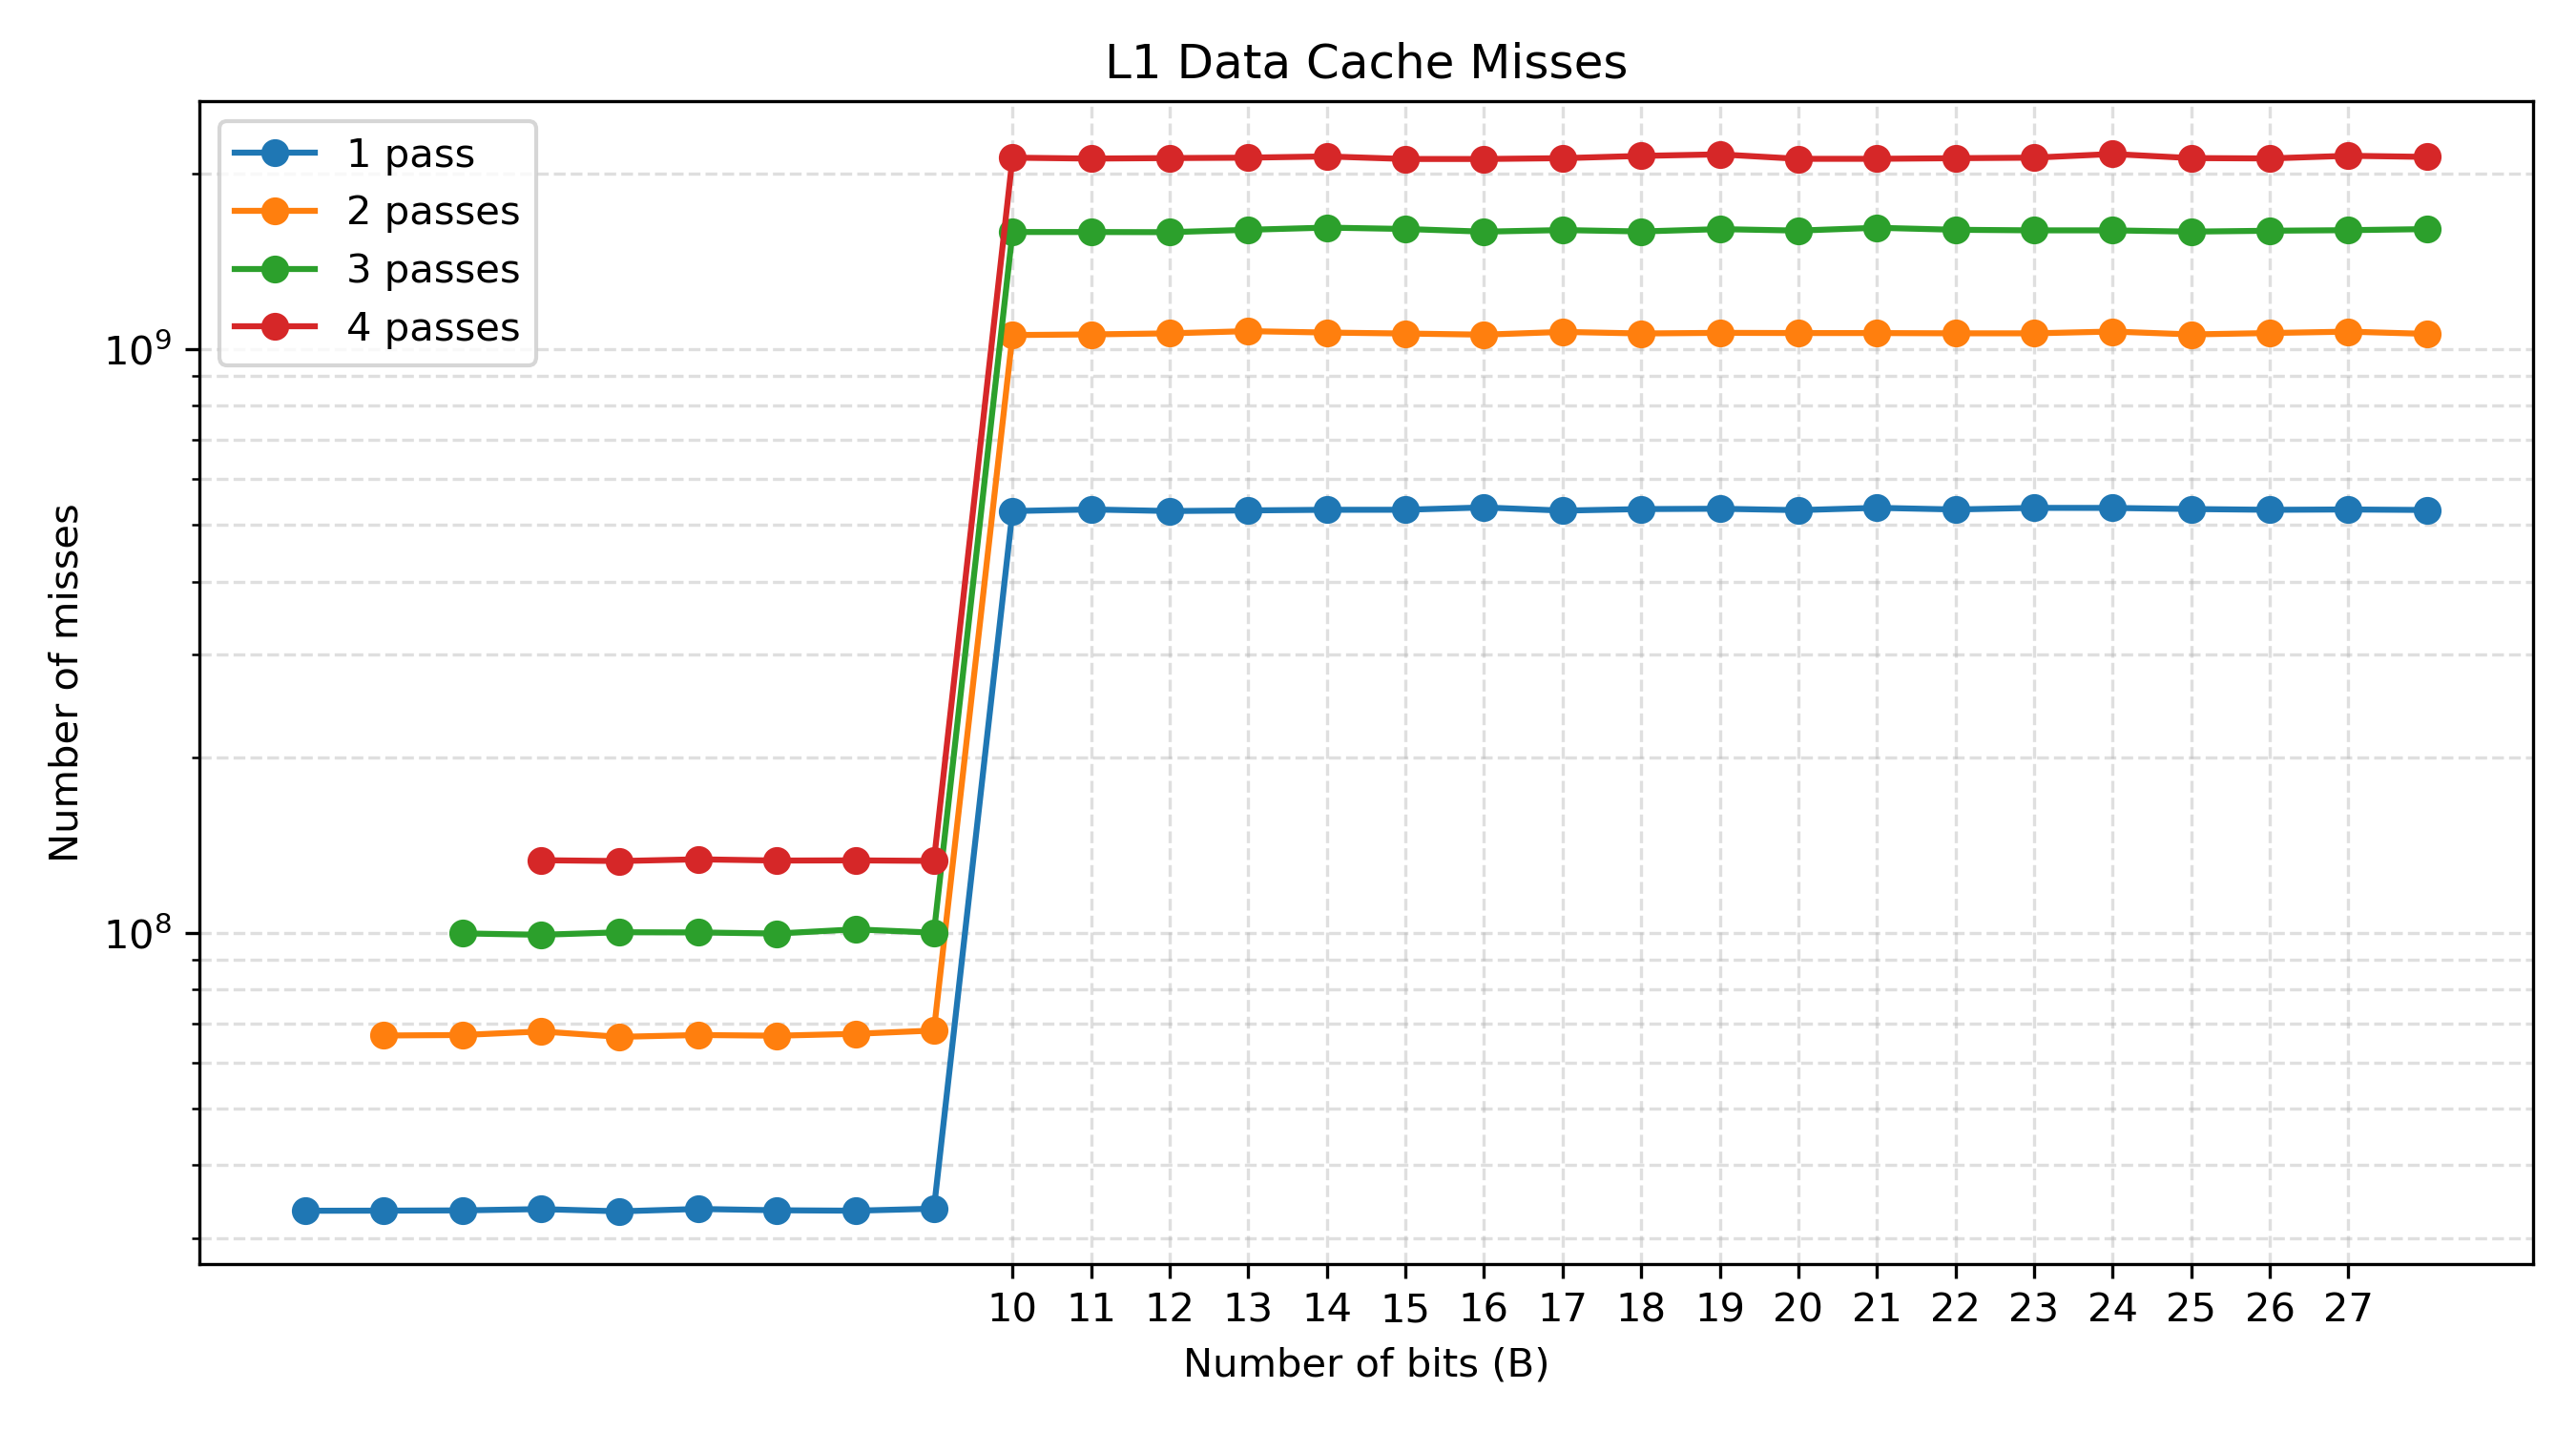 L1 Data Cache Misses
1 pass
2 passes
3 passes
4 passes
Number of misses
10⁹
10⁸
10 11 12 13 14 15 16 17 18 19 20 21 22 23 24 25 26 27
Number of bits (B)